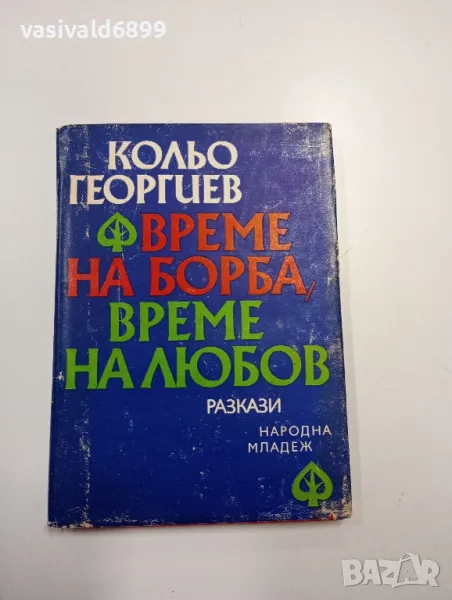 vasivald6899
КОЛЬО
ГЕОРГИЕВ
ВРЕМЕ
НА БОРБА,
ВРЕМЕ
НА ЛЮБОВ
РАЗКАЗИ
НАРОДНА
МЛАДЕЖ
BAZAR